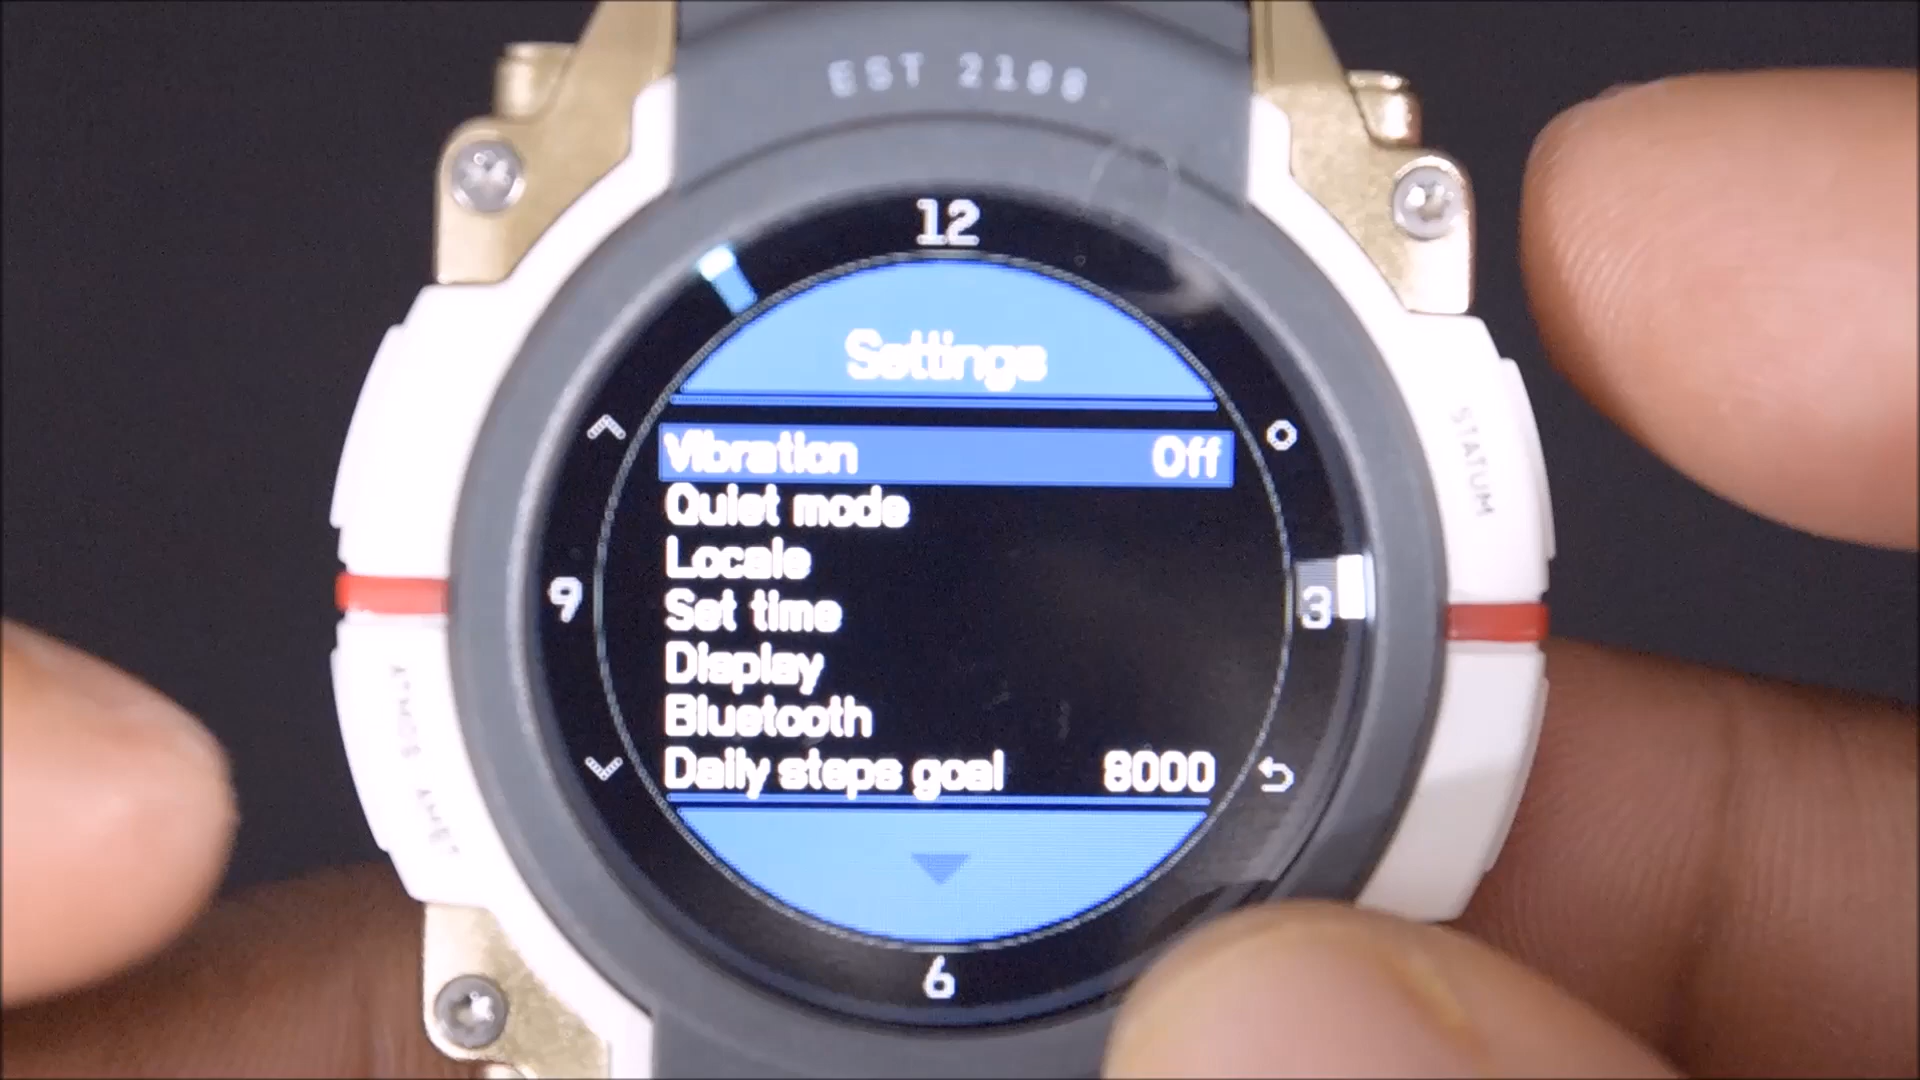 EST 2188
12
Settings
Vibration Off
Quiet mode
Locale
Set time
Display
Bluetooth
Daily steps goal 8000
9
3
6
STATUM